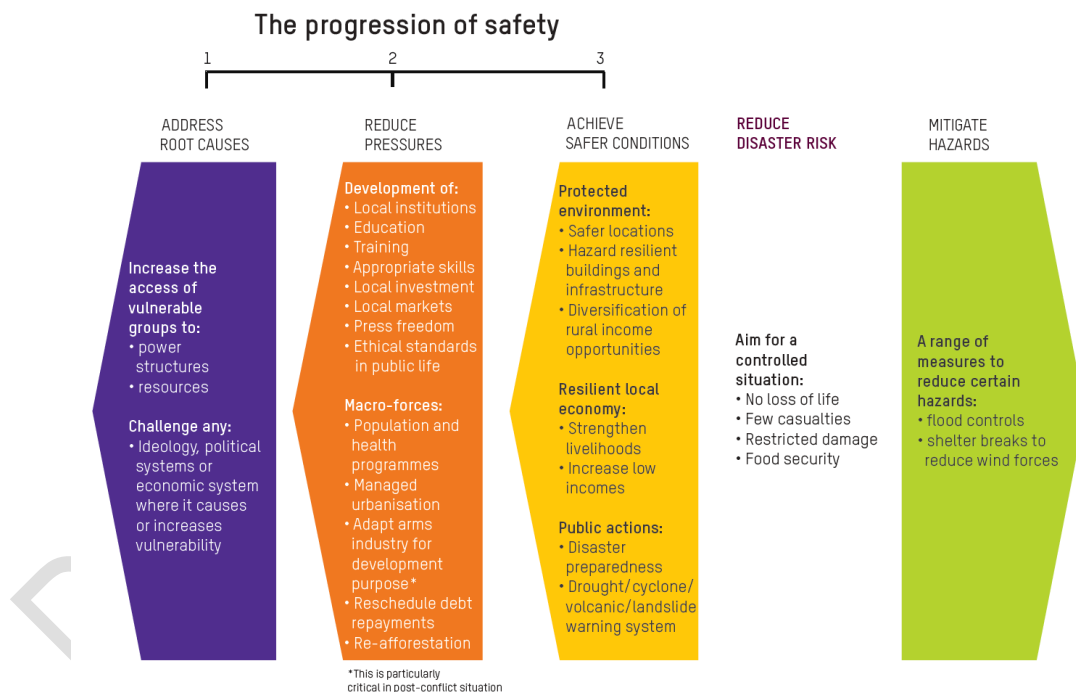 The progression of safety
1
2
3
ADDRESS
ROOT CAUSES
Increase the
access of
vulnerable
groups to:
• power
structures
• resources
Challenge any:
• Ideology, political
systems or
economic system
where it causes
or increases
vulnerability
REDUCE
PRESSURES
Development of:
• Local institutions
• Education
• Training
• Appropriate skills
• Local investment
• Local markets
• Press freedom
• Ethical standards
in public life
Macro-forces:
• Population and
health
programmes
• Managed
urbanisation
• Adapt arms
industry for
development
purpose*
• Reschedule debt
repayments
• Re-afforestation
*This is particularly
critical in post-conflict situation
ACHIEVE
SAFER CONDITIONS
Protected
environment:
• Safer locations
• Hazard resilient
buildings and
infrastructure
• Diversification of
rural income
opportunities
Resilient local
economy:
• Strengthen
livelihoods
• Increase low
incomes
Public actions:
• Disaster
preparedness
• Drought/cyclone/
volcanic/landslide
warning system
REDUCE
DISASTER RISK
Aim for a
controlled
situation:
• No loss of life
• Few casualties
• Restricted damage
• Food security
MITIGATE
HAZARDS
A range of
measures to
reduce certain
hazards:
• flood controls
• shelter breaks to
reduce wind forces